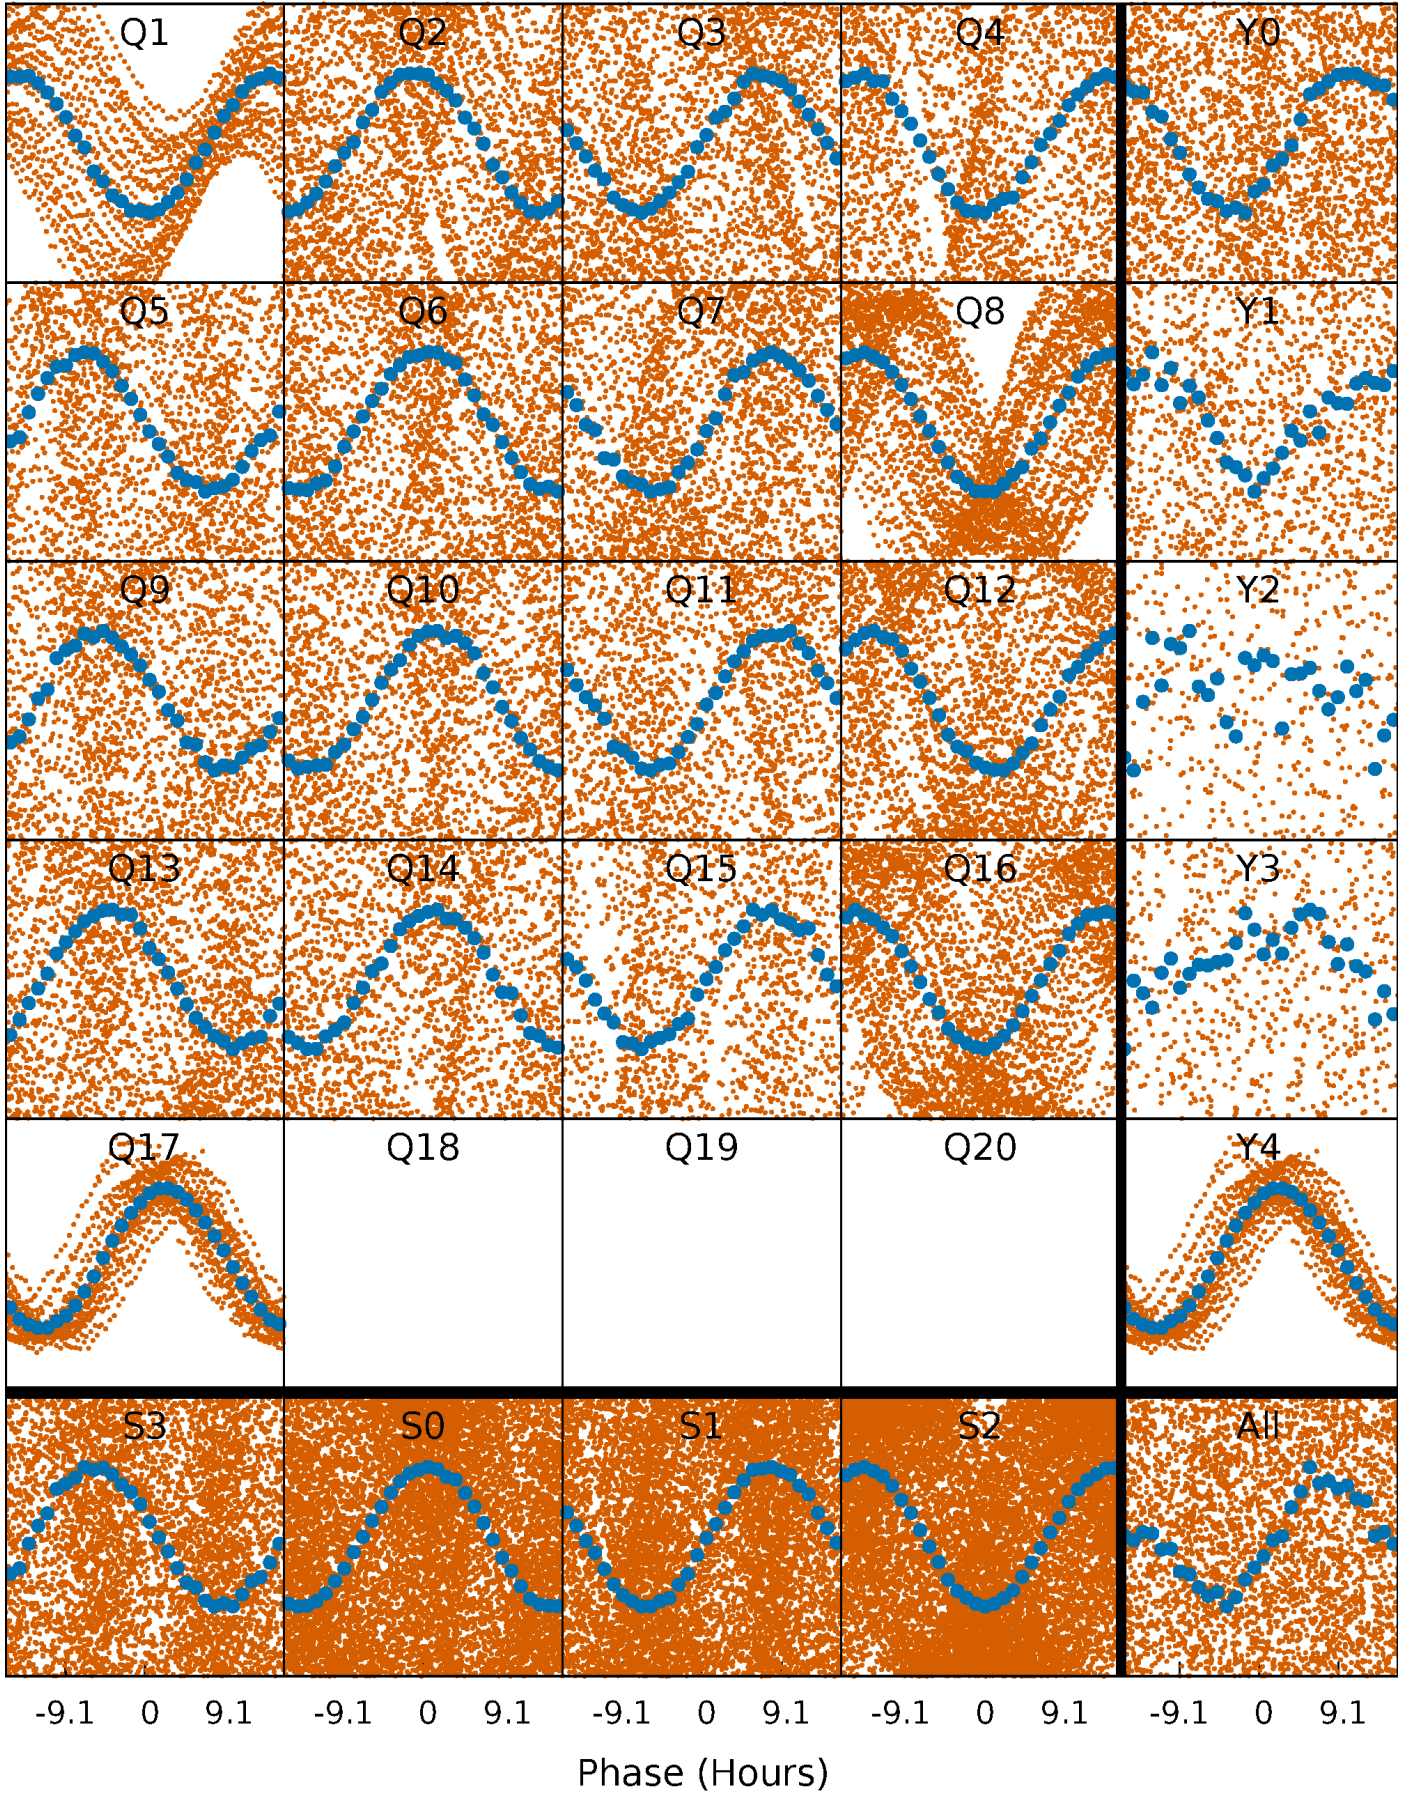 Q1 Q2 Q3 Q4 Y0
Q5 Q6 Q7 Q8 Y1
Q9 Q10 Q11 Q12 Y2
Q13 Q14 Q15 Q16 Y3
Q17 Q18 Q19 Q20 Y4
S3 S0 S1 S2 All
-9.1 0 9.1 -9.1 0 9.1 -9.1 0 9.1 -9.1 0 9.1 -9.1 0 9.1
Phase (Hours)